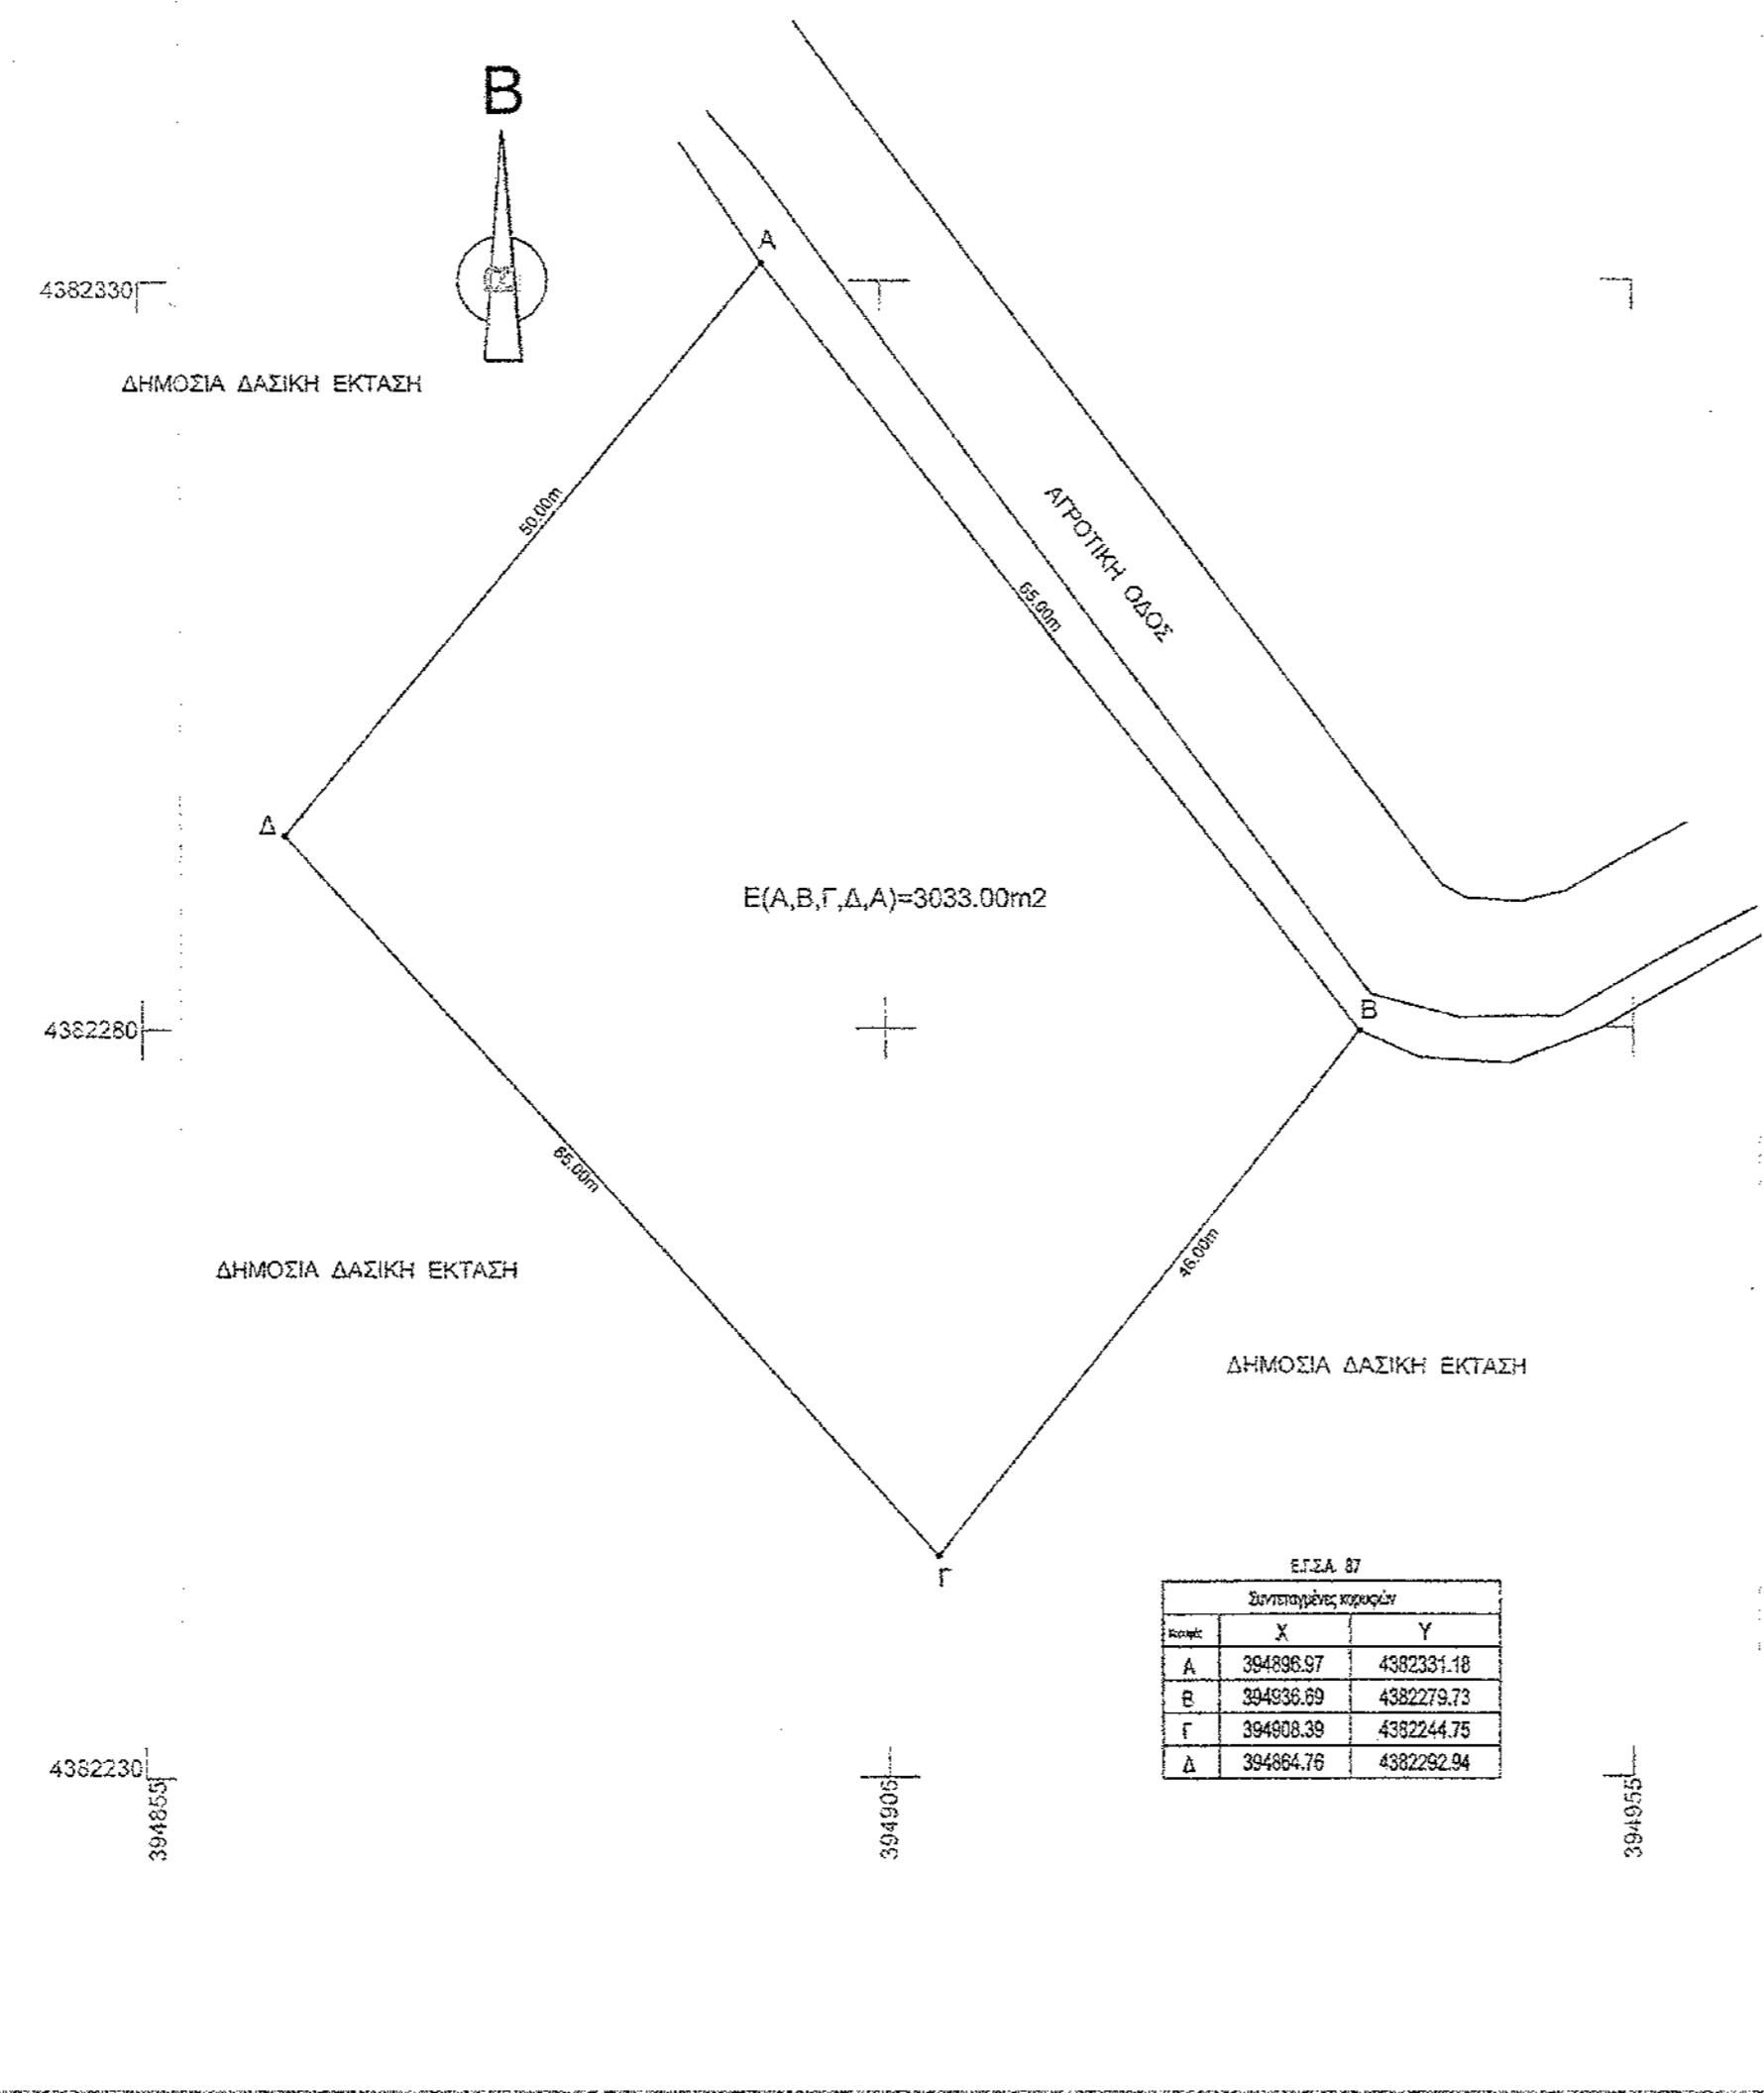 Β
Α
4382330
ΔΗΜΟΣΙΑ ΔΑΣΙΚΗ ΕΚΤΑΣΗ
50.00m
ΑΓΡΟΤΙΚΗ ΟΔΟΣ
65.00m
Δ
Ε(Α,Β,Γ,Δ,Α)=3033.00m2
Β
4382280
65.00m
46.00m
ΔΗΜΟΣΙΑ ΔΑΣΙΚΗ ΕΚΤΑΣΗ
ΔΗΜΟΣΙΑ ΔΑΣΙΚΗ ΕΚΤΑΣΗ
Γ
Ε.Γ.Σ.Α. 87
Συντεταγμένες κορυφών
X Y
Α 394896.97 4382331.18
Β 394936.69 4382279.73
Γ 394908.39 4382244.75
Δ 394864.76 4382292.94
4382230
394855
394905
394955